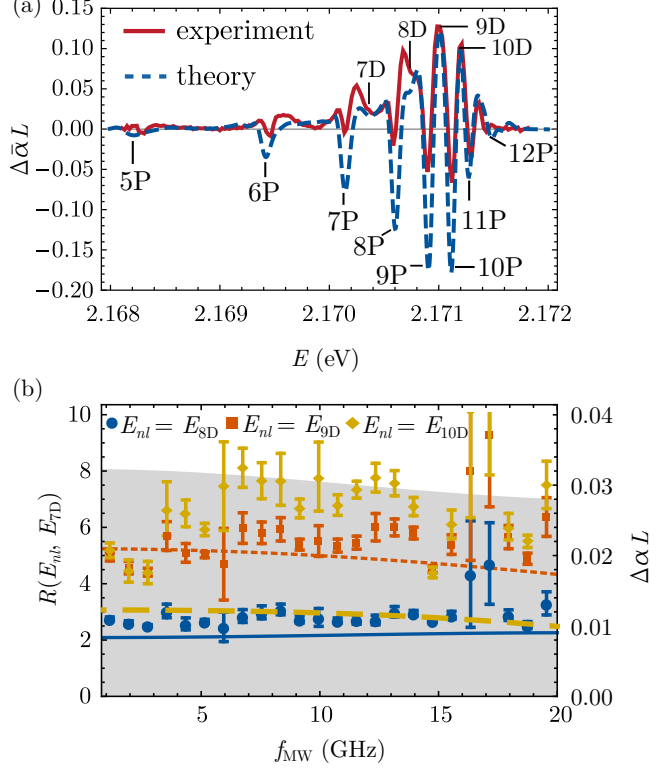 (a)
0.15
0.10
0.05
0.00
−0.05
−0.10
−0.15
−0.20
Δᾱ L
experiment
theory
5P
6P
7P
7D
8P
8D
9P
9D
10D
10P
11P
12P
2.168 2.169 2.170 2.171 2.172
E (eV)
(b)
E_nl = E_8D E_nl = E_9D E_nl = E_10D
10
8
6
4
2
0
R(E_nl, E_7D)
0.04
0.03
0.02
0.01
0.00
Δα L
5 10 15 20
f_MW (GHz)